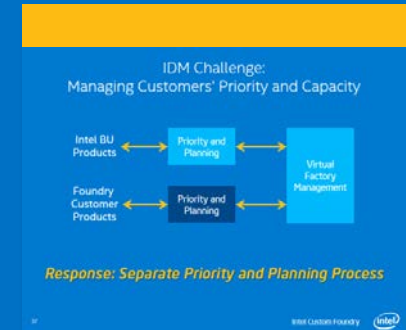 IDM Challenge:
Managing Customers' Priority and Capacity
Intel BU
Products
Priority and
Planning
Virtual
Factory
Management
Foundry
Customer
Products
Priority and
Planning
Response: Separate Priority and Planning Process
Intel Custom Foundry
intel